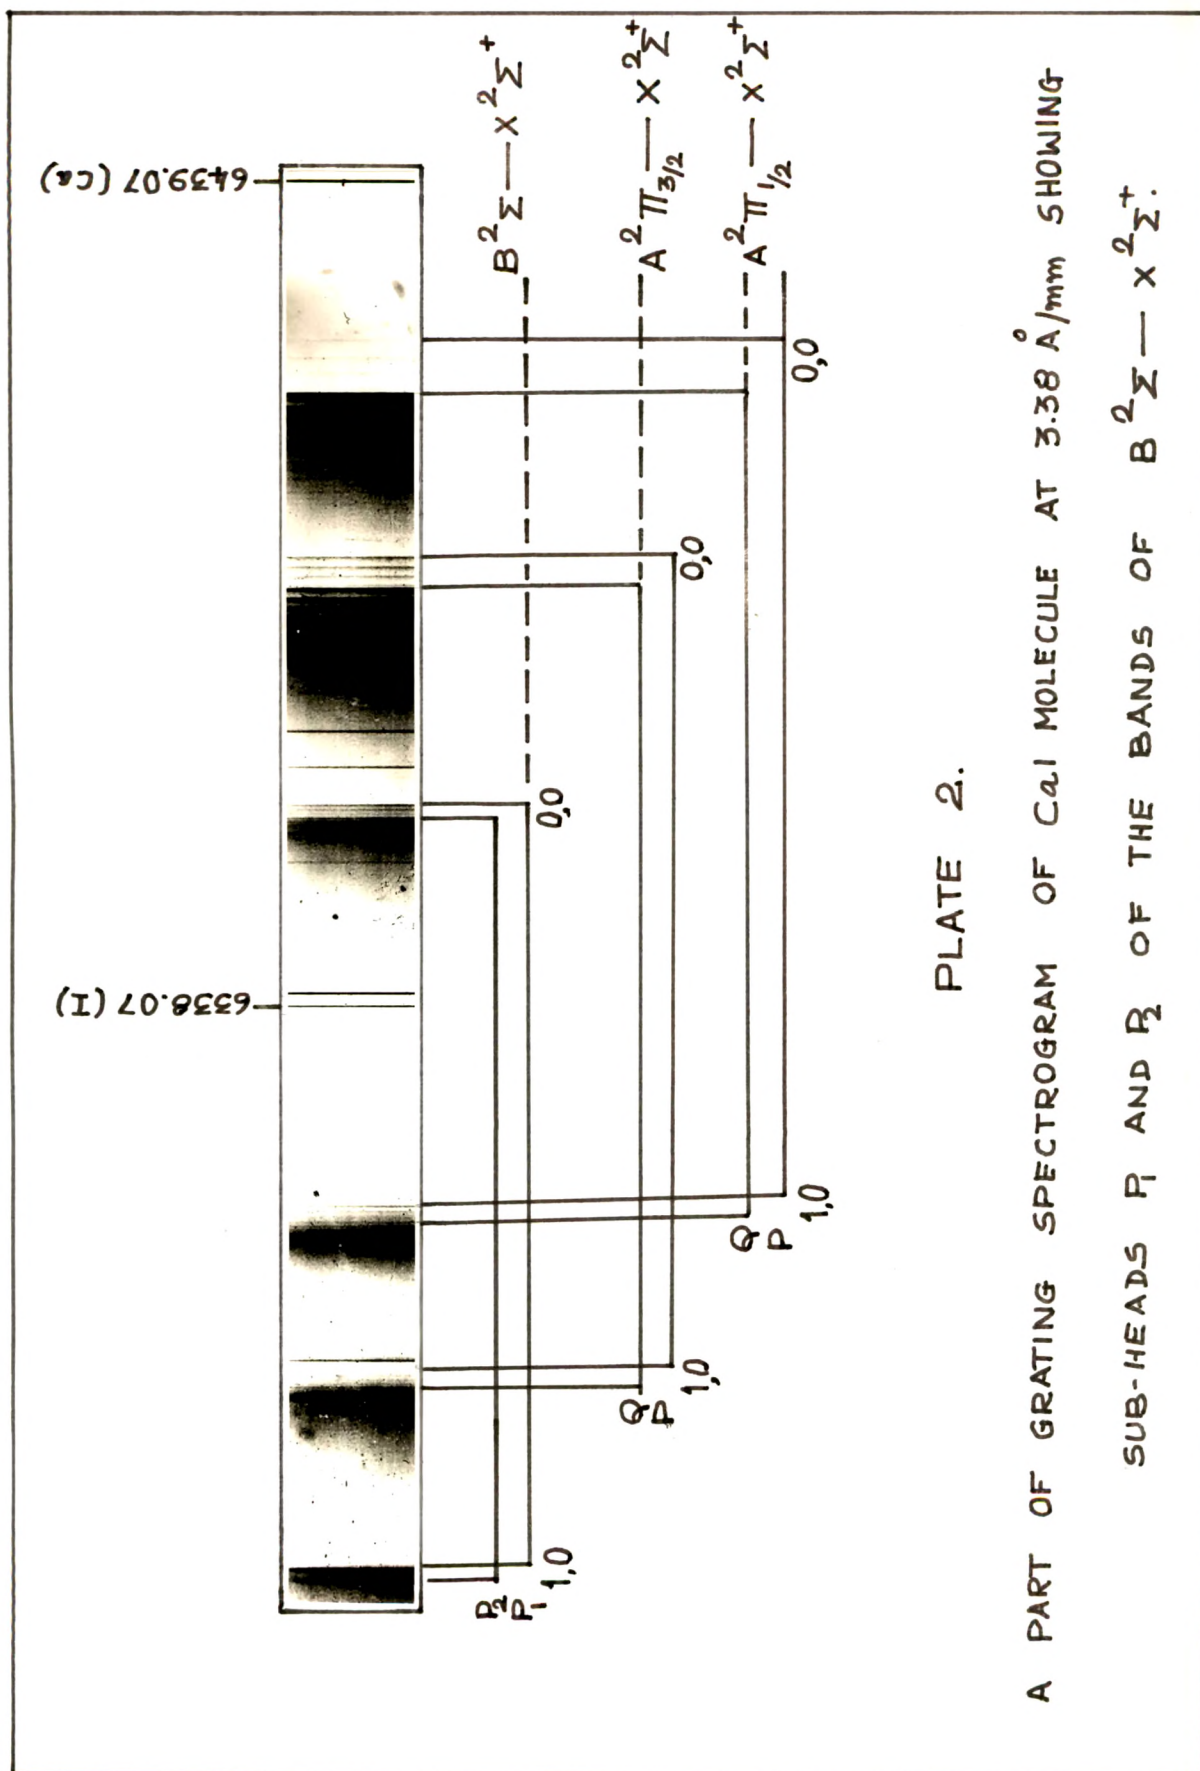 6338.07 (I)
6439.07 (Ca)
P₂
P₁
1,0
0,0
B²Σ — X²Σ⁺
Q
P
1,0
0,0
A²Π₃/₂ — X²Σ⁺
Q
P
1,0
0,0
A²Π₁/₂ — X²Σ⁺
PLATE 2.
A PART OF GRATING SPECTROGRAM OF CaI MOLECULE AT 3.38 Å/mm SHOWING
SUB-HEADS P₁ AND P₂ OF THE BANDS OF B²Σ — X²Σ⁺.